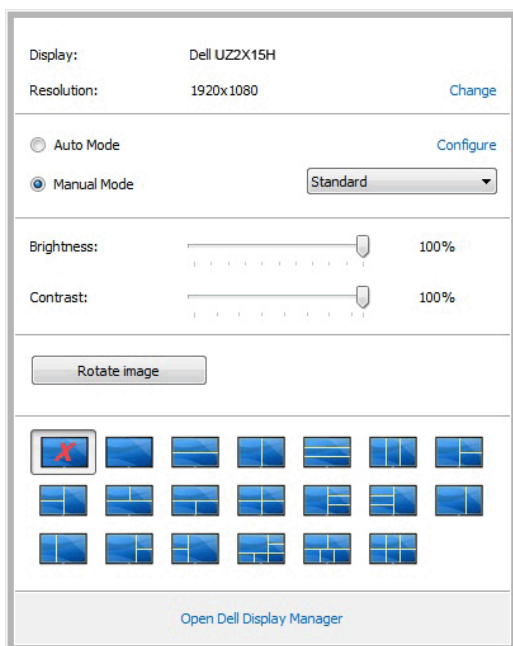 Display: Dell UZ2X15H
Resolution: 1920x1080 Change
Auto Mode Configure
Manual Mode Standard
Brightness: 100%
Contrast: 100%
Rotate image
Open Dell Display Manager